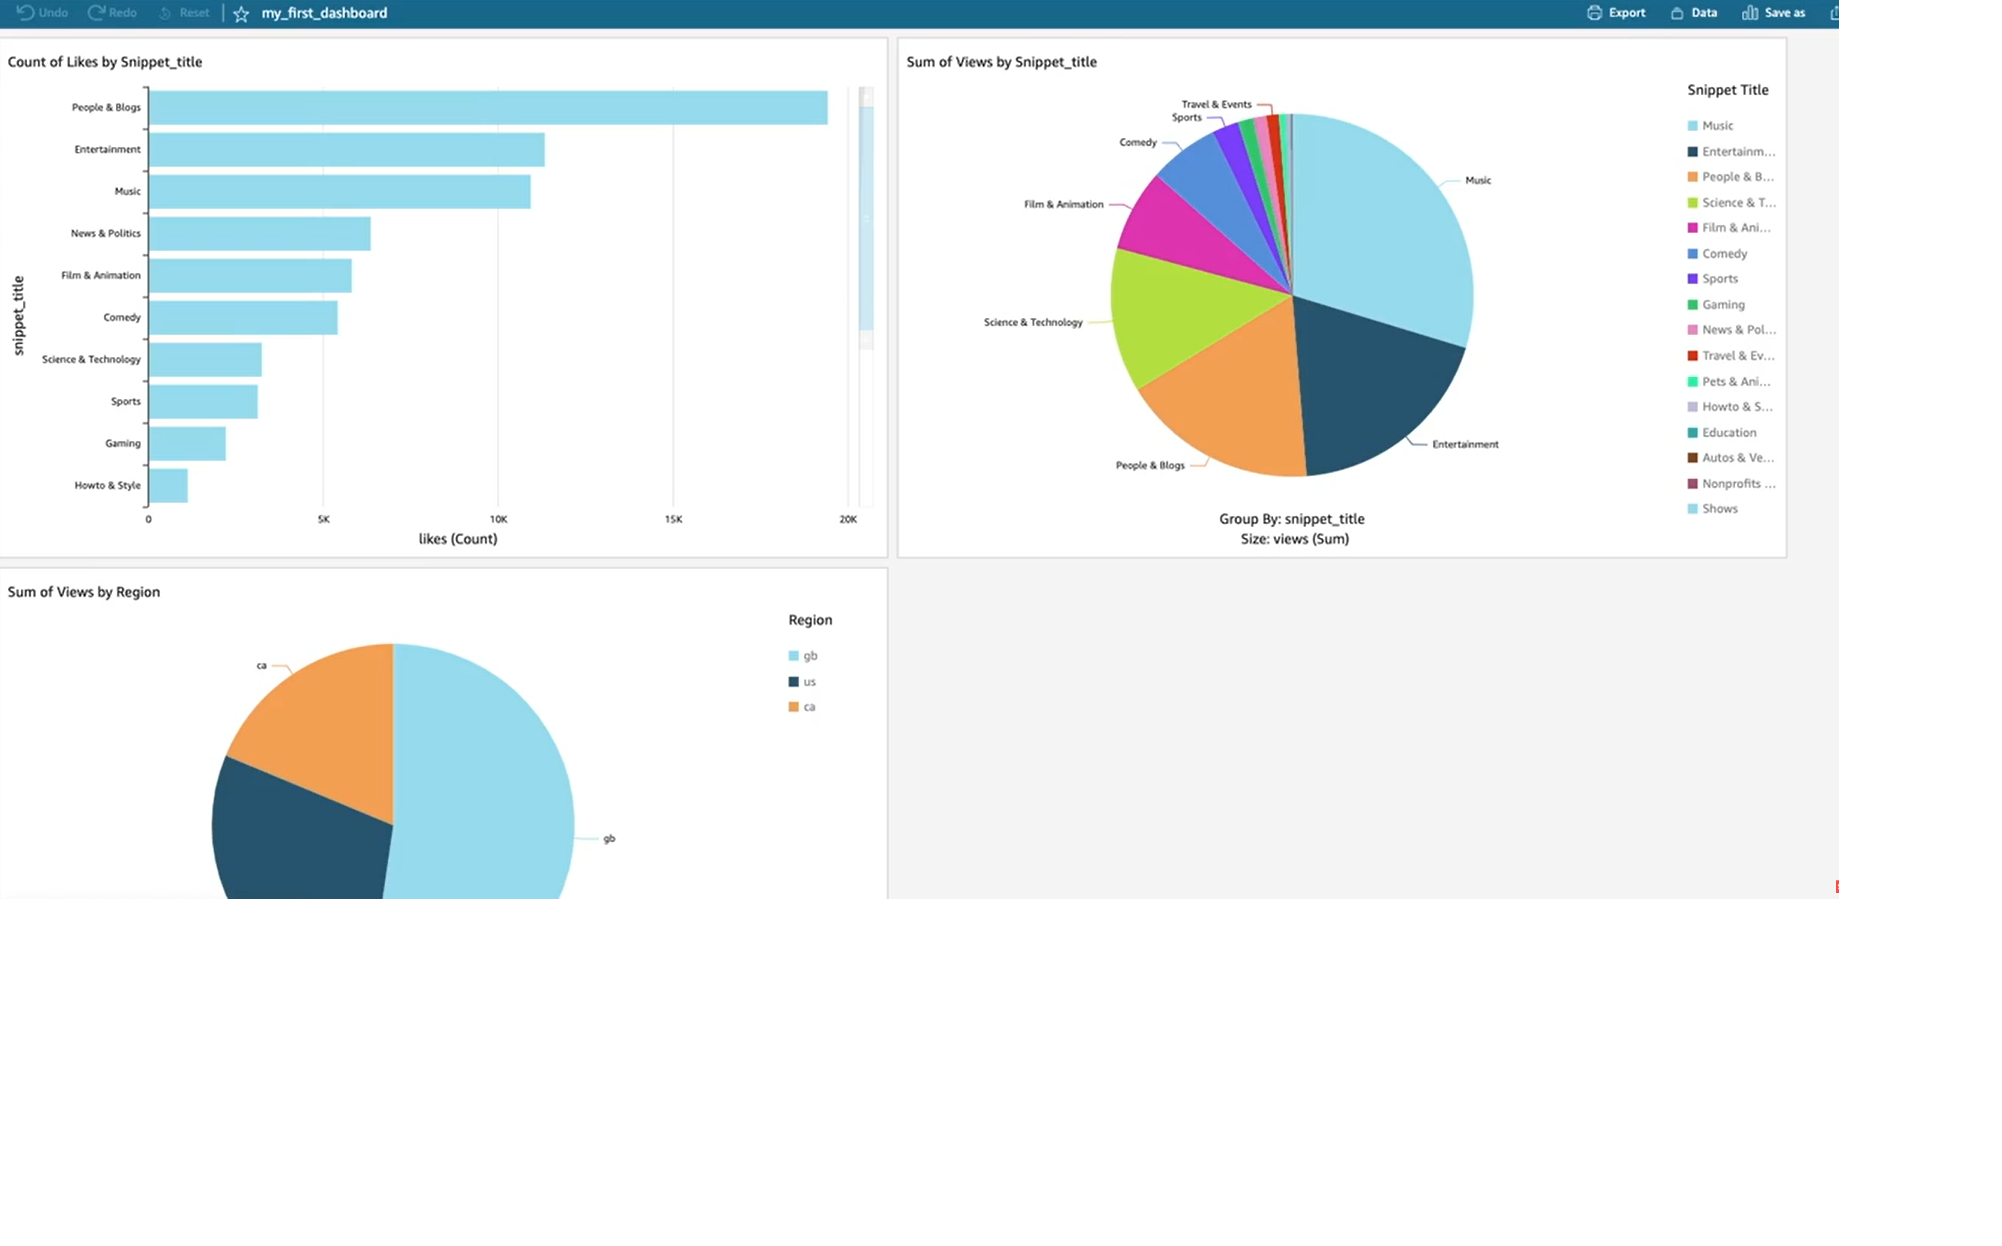 Undo Redo Reset my_first_dashboard Export Data Save as
Count of Likes by Snippet_title
snippet_title
People & Blogs
Entertainment
Music
News & Politics
Film & Animation
Comedy
Science & Technology
Sports
Gaming
Howto & Style
0 5K 10K 15K 20K
likes (Count)
Sum of Views by Snippet_title
Travel & Events
Sports
Comedy
Film & Animation
Science & Technology
People & Blogs
Music
Entertainment
Group By: snippet_title
Size: views (Sum)
Snippet Title
Music
Entertainm...
People & B...
Science & T...
Film & Ani...
Comedy
Sports
Gaming
News & Pol...
Travel & Ev...
Pets & Ani...
Howto & S...
Education
Autos & Ve...
Nonprofits ...
Shows
Sum of Views by Region
ca
gb
Region
gb
us
ca